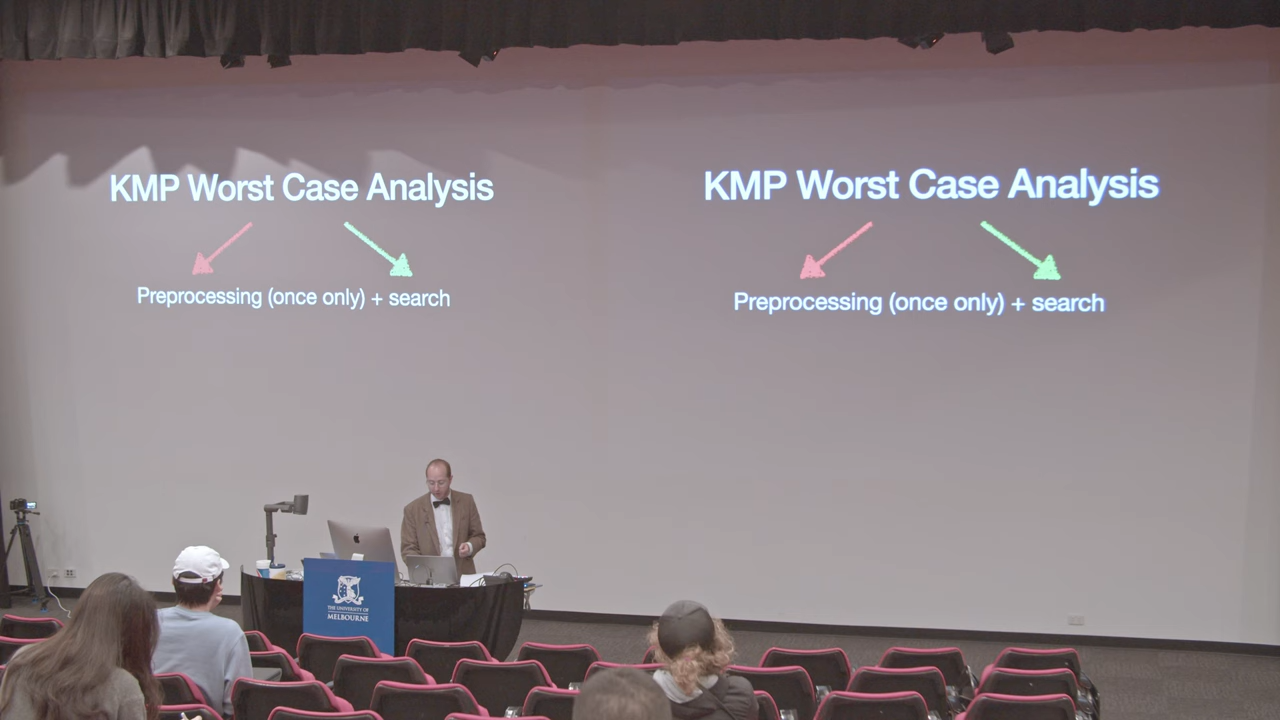 KMP Worst Case Analysis
Preprocessing (once only) + search
KMP Worst Case Analysis
Preprocessing (once only) + search
THE UNIVERSITY OF
MELBOURNE